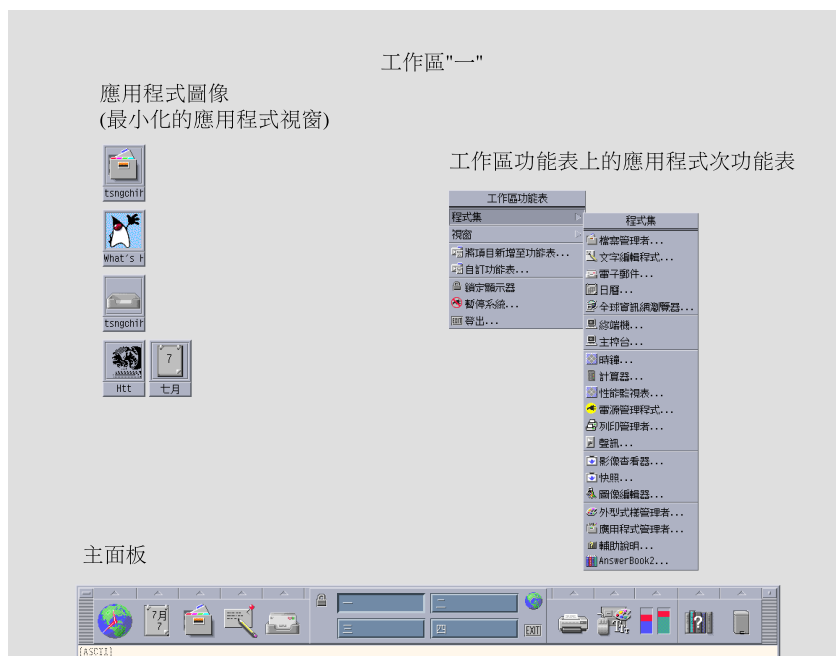 工作區"一"
應用程式圖像
(最小化的應用程式視窗)
tsngchih
What's H
tsngchih
7
Htt
七月
工作區功能表上的應用程式次功能表
工作區功能表
程式集
視窗
將項目新增至功能表...
自訂功能表...
鎖定顯示器
暫停系統...
登出...
程式集
檔案管理者...
文字編輯程式...
電子郵件...
日曆...
全球資訊網瀏覽器...
終端機...
主控台...
時鐘...
計算器...
性能監視表...
電源管理程式...
列印管理者...
聲訊...
影像查看器...
快照...
圖像編輯器...
外型式樣管理者...
應用程式管理者...
輔助說明...
AnswerBook2...
主面板
7月
7
一
二
三
四
EXIT
?
[ASCII]